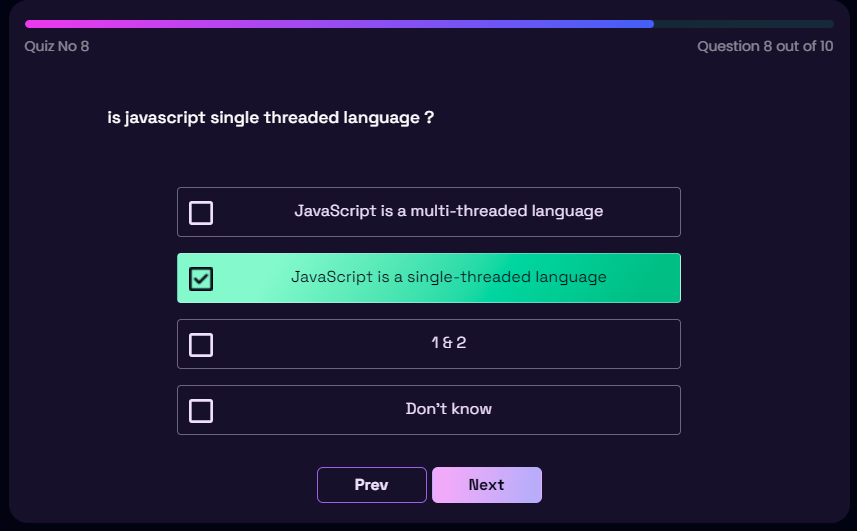 Quiz No 8
Question 8 out of 10
is javascript single threaded language ?
JavaScript is a multi-threaded language
JavaScript is a single-threaded language
1 & 2
Don't know
Prev
Next